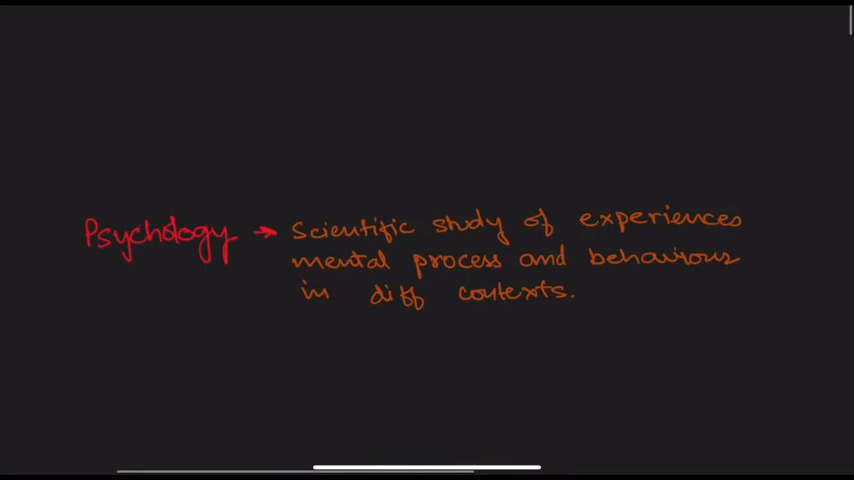 Psychology → Scientific study of experiences
mental process and behaviours
in diff contexts.